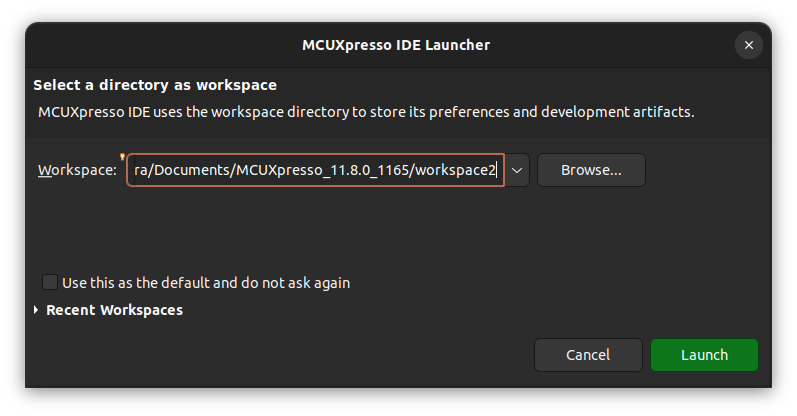 MCUXpresso IDE Launcher
Select a directory as workspace
MCUXpresso IDE uses the workspace directory to store its preferences and development artifacts.
Workspace: ra/Documents/MCUXpresso_11.8.0_1165/workspace2 Browse...
Use this as the default and do not ask again
Recent Workspaces
Cancel Launch